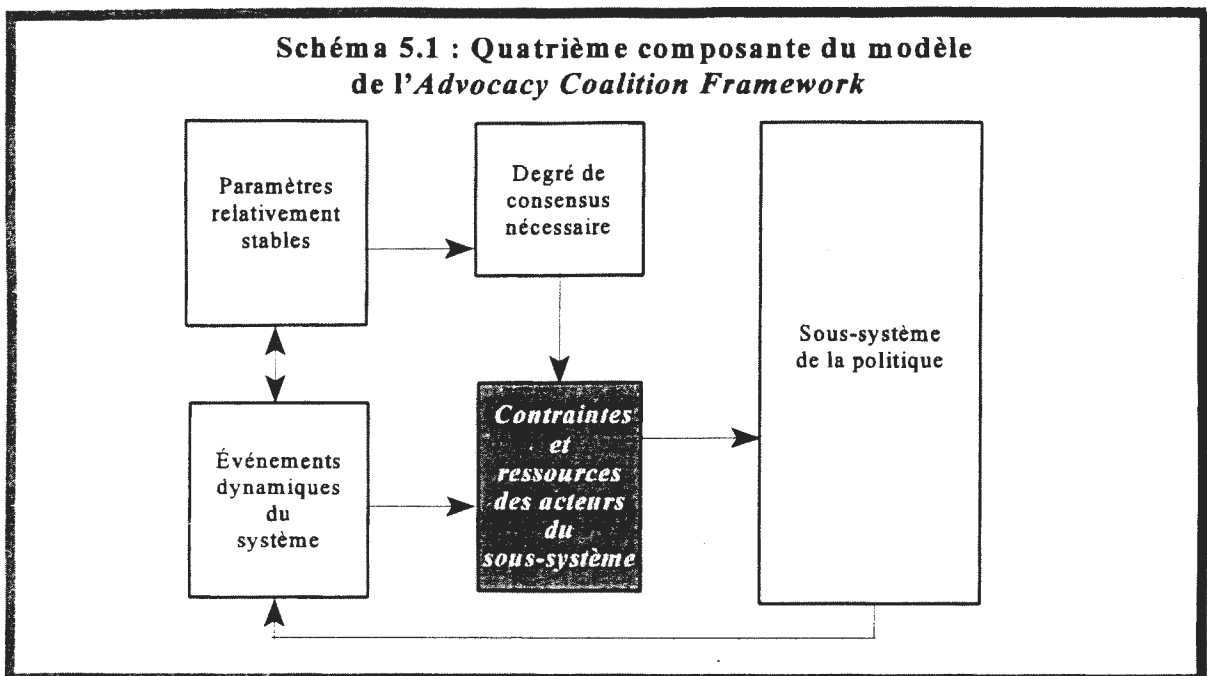 Schéma 5.1 : Quatrième composante du modèle
de l'Advocacy Coalition Framework
Paramètres
relativement
stables
Degré de
consensus
nécessaire
Sous-système
de la politique
Événements
dynamiques
du
système
Contraintes
et
ressources
des acteurs
du
sous-système